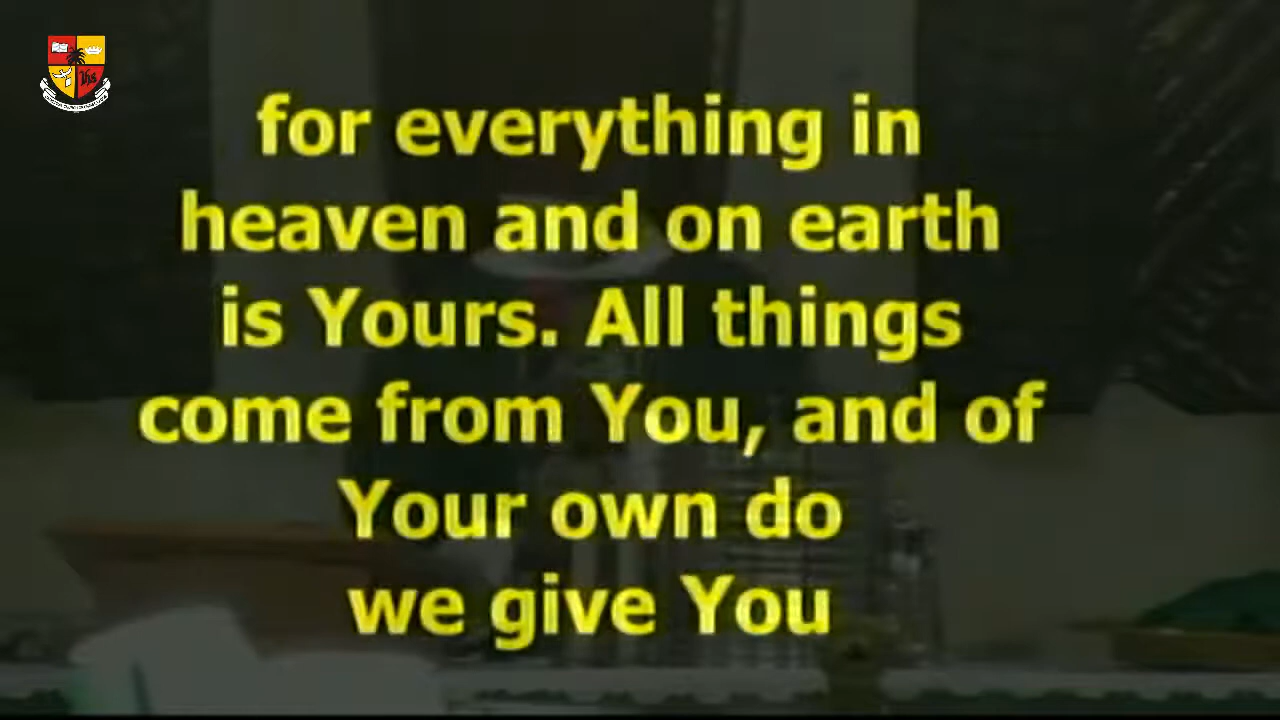 for everything in
heaven and on earth
is Yours. All things
come from You, and of
Your own do
we give You